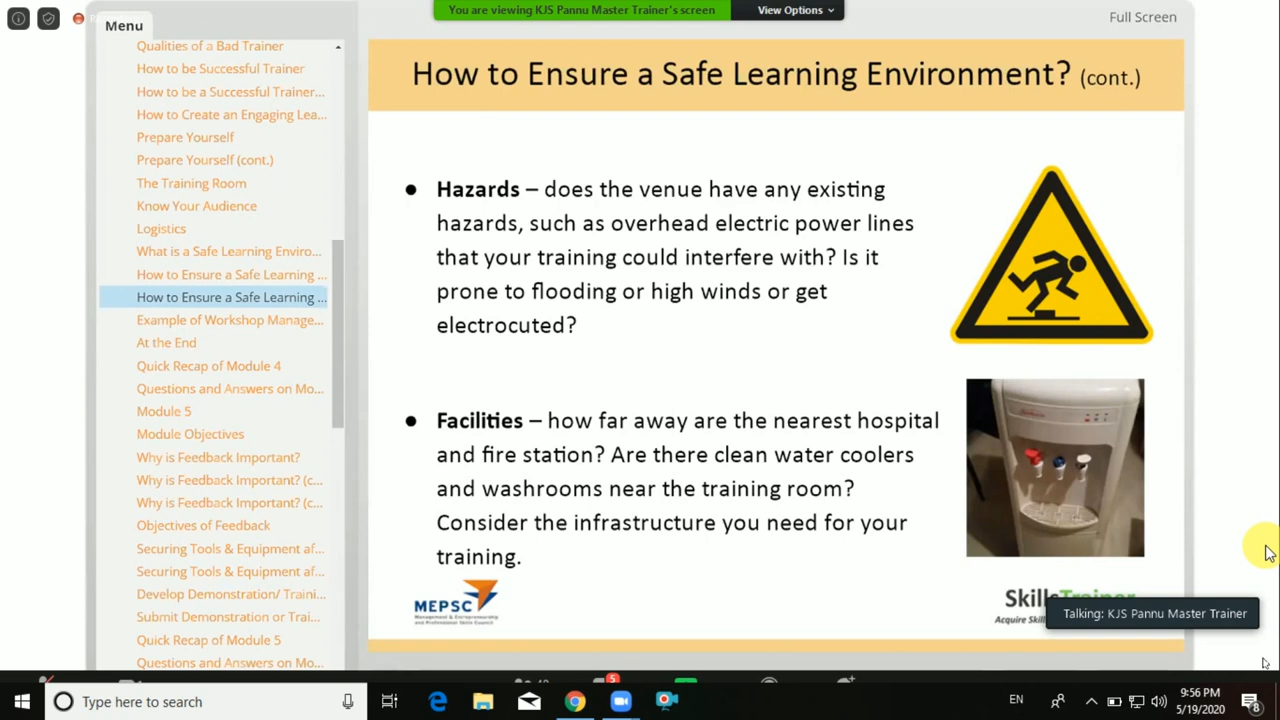 You are viewing KJS Pannu Master Trainer's screen
View Options
Menu
Full Screen
Qualities of a Bad Trainer
How to be Successful Trainer
How to be a Successful Trainer...
How to Create an Engaging Lea...
Prepare Yourself
Prepare Yourself (cont.)
The Training Room
Know Your Audience
Logistics
What is a Safe Learning Enviro...
How to Ensure a Safe Learning ...
How to Ensure a Safe Learning ...
Example of Workshop Manage...
At the End
Quick Recap of Module 4
Questions and Answers on Mo...
Module 5
Module Objectives
Why is Feedback Important?
Why is Feedback Important? (c...
Why is Feedback Important? (c...
Objectives of Feedback
Securing Tools & Equipment af...
Securing Tools & Equipment af...
Develop Demonstration/ Traini...
Submit Demonstration or Trai...
Quick Recap of Module 5
Questions and Answers on Mo...
How to Ensure a Safe Learning Environment? (cont.)
● Hazards – does the venue have any existing
hazards, such as overhead electric power lines
that your training could interfere with? Is it
prone to flooding or high winds or get
electrocuted?
● Facilities – how far away are the nearest hospital
and fire station? Are there clean water coolers
and washrooms near the training room?
Consider the infrastructure you need for your
training.
MEPSC
Management & Entrepreneurship
and Professional Skills Council
Talking: KJS Pannu Master Trainer
5
Type here to search
EN
9:56 PM
5/19/2020
8